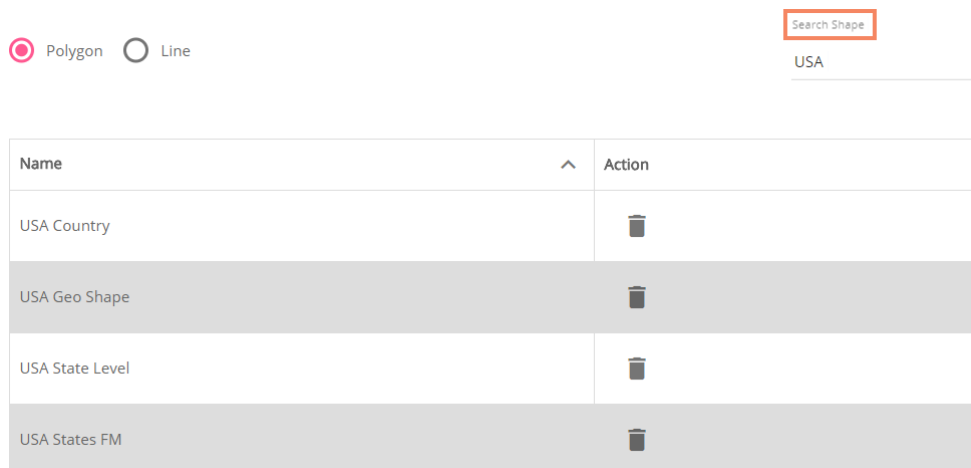 Search Shape
Polygon
Line
USA
Name
Action
USA Country
USA Geo Shape
USA State Level
USA States FM